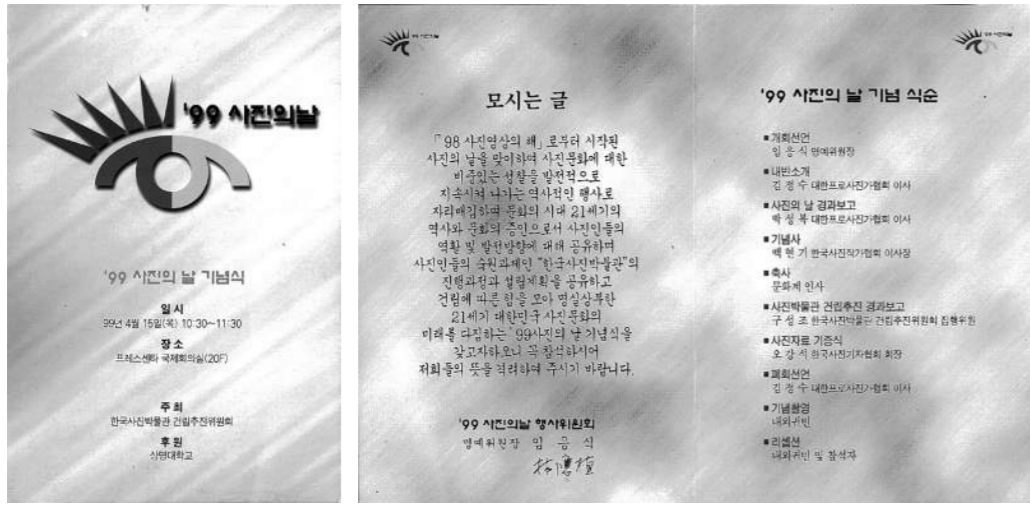 '99 사진의날
'99 사진의 날 기념식
일 시
99년 4월 15일(목) 10:30~11:30
장 소
프레스센타 국제회의실(20F)
주 최
한국사진박물관 건립추진위원회
후 원
상명대학교
'99 사진의날
모시는 글
「'98 사진영상의 해」로부터 시작된
사진의 날을 맞이하여 사진문화에 대한
비중있는 성찰을 발전적으로
지속시켜 나가는 역사적인 행사로
자리매김하며 문화의 시대 21세기의
역사와 문화의 증인으로서 사진인들의
역활 및 발전방향에 대해 공유하며
사진인들의 숙원과제인 "한국사진박물관"의
진행과정과 설립계획을 공유하고
건립에 따른 힘을 모아 명실상부한
21세기 대한민국 사진문화의
미래를 다짐하는 '99사진의 날 기념식을
갖고자하오니 꼭 참석하시어
저희들의 뜻을 격려하여 주시기 바랍니다.
'99 사진의날 행사위원회
명예위원장 임 응 식
'99 사진의날
'99 사진의 날 기념 식순
■ 개회선언
임 응 식 명예위원장
■ 내빈소개
김 정 수 대한프로사진가협회 이사
■ 사진의 날 경과보고
박 성 복 대한프로사진가협회 이사
■ 기념사
백 현 기 한국사진작가협회 이사장
■ 축사
문화계 인사
■ 사진박물관 건립추진 경과보고
구 성 조 한국사진박물관 건립추진위원회 집행위원
■ 사진자료 기증식
오 강 석 한국사진기자협회 회장
■ 폐회선언
김 정 수 대한프로사진가협회 이사
■ 기념촬영
내외귀빈
■ 리셉션
내외귀빈 및 참석자